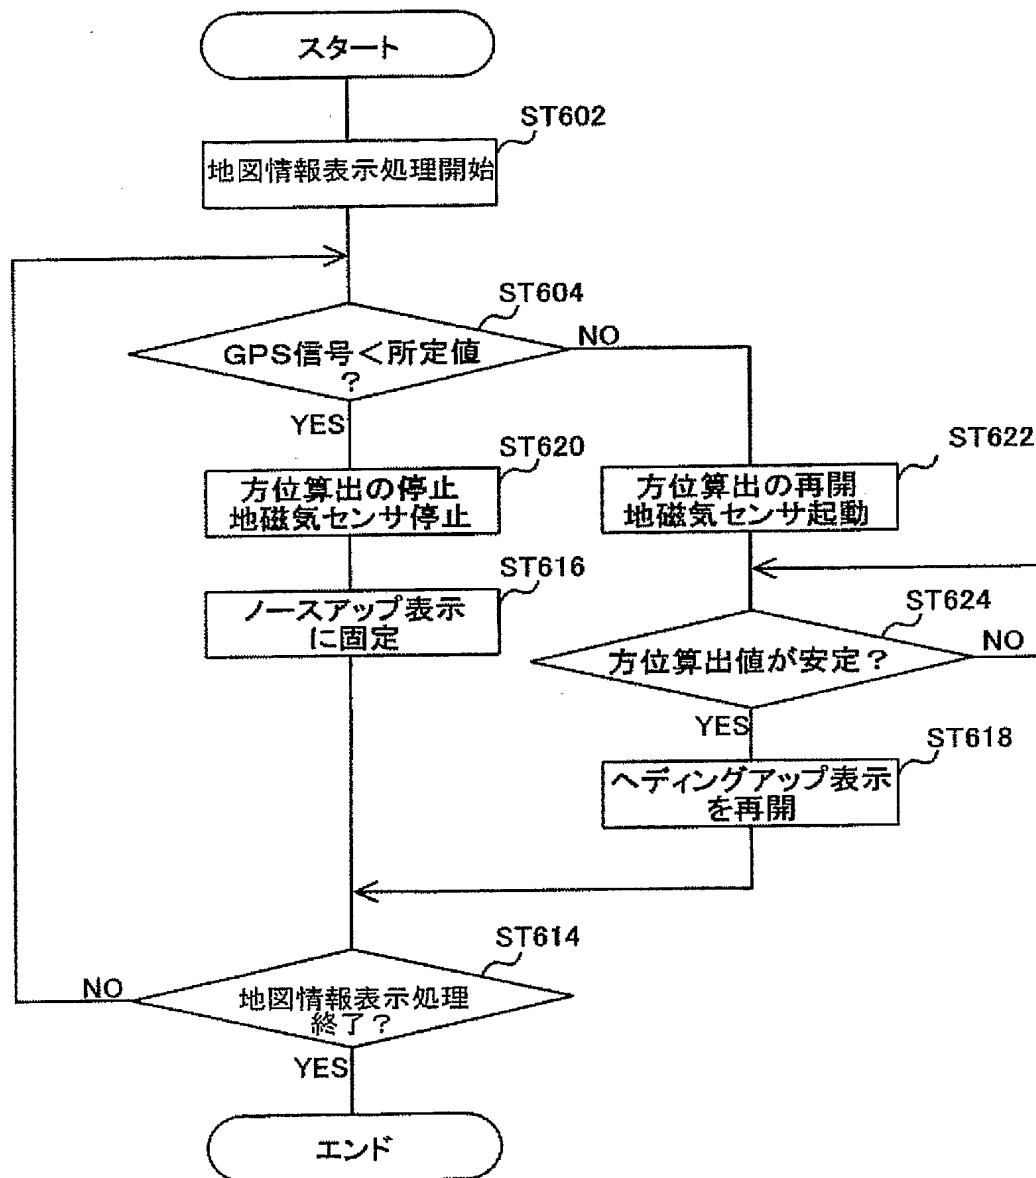 スタート
ST602
地図情報表示処理開始
ST604
GPS信号<所定値
?
NO
YES
ST620
方位算出の停止
地磁気センサ停止
ST622
方位算出の再開
地磁気センサ起動
ST616
ノースアップ表示
に固定
ST624
方位算出値が安定?
NO
YES
ST618
ヘディングアップ表示
を再開
ST614
地図情報表示処理
終了?
NO
YES
エンド